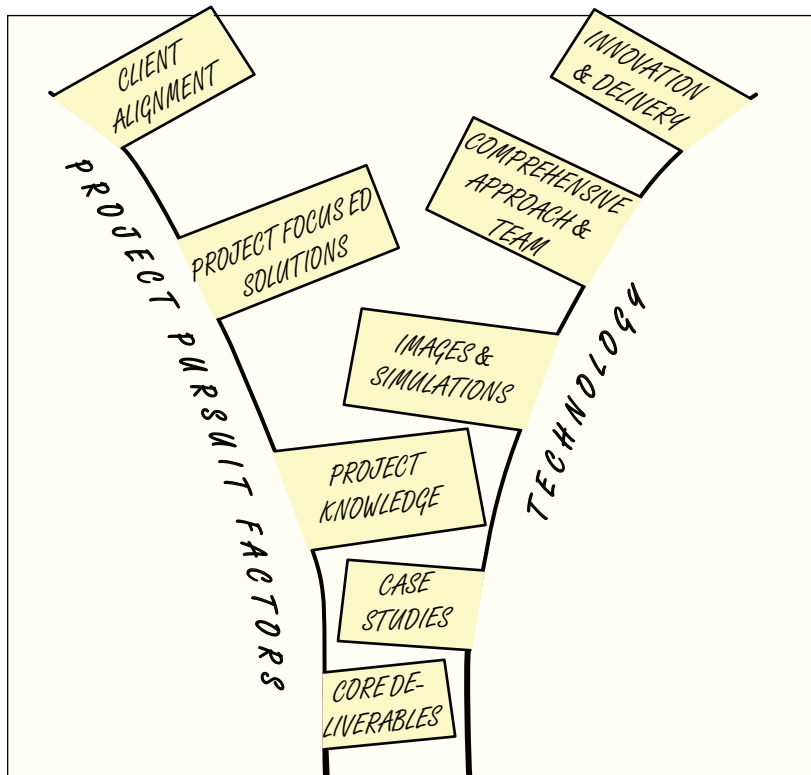 CLIENT
ALIGNMENT
INNOVATION
& DELIVERY
COMPREHENSIVE
APPROACH &
TEAM
PROJECT FOCUS ED
SOLUTIONS
IMAGES &
SIMULATIONS
PROJECT
KNOWLEDGE
CASE
STUDIES
CORE DE-
LIVERABLES
PROJECT PURSUIT FACTORS
TECHNOLOGY